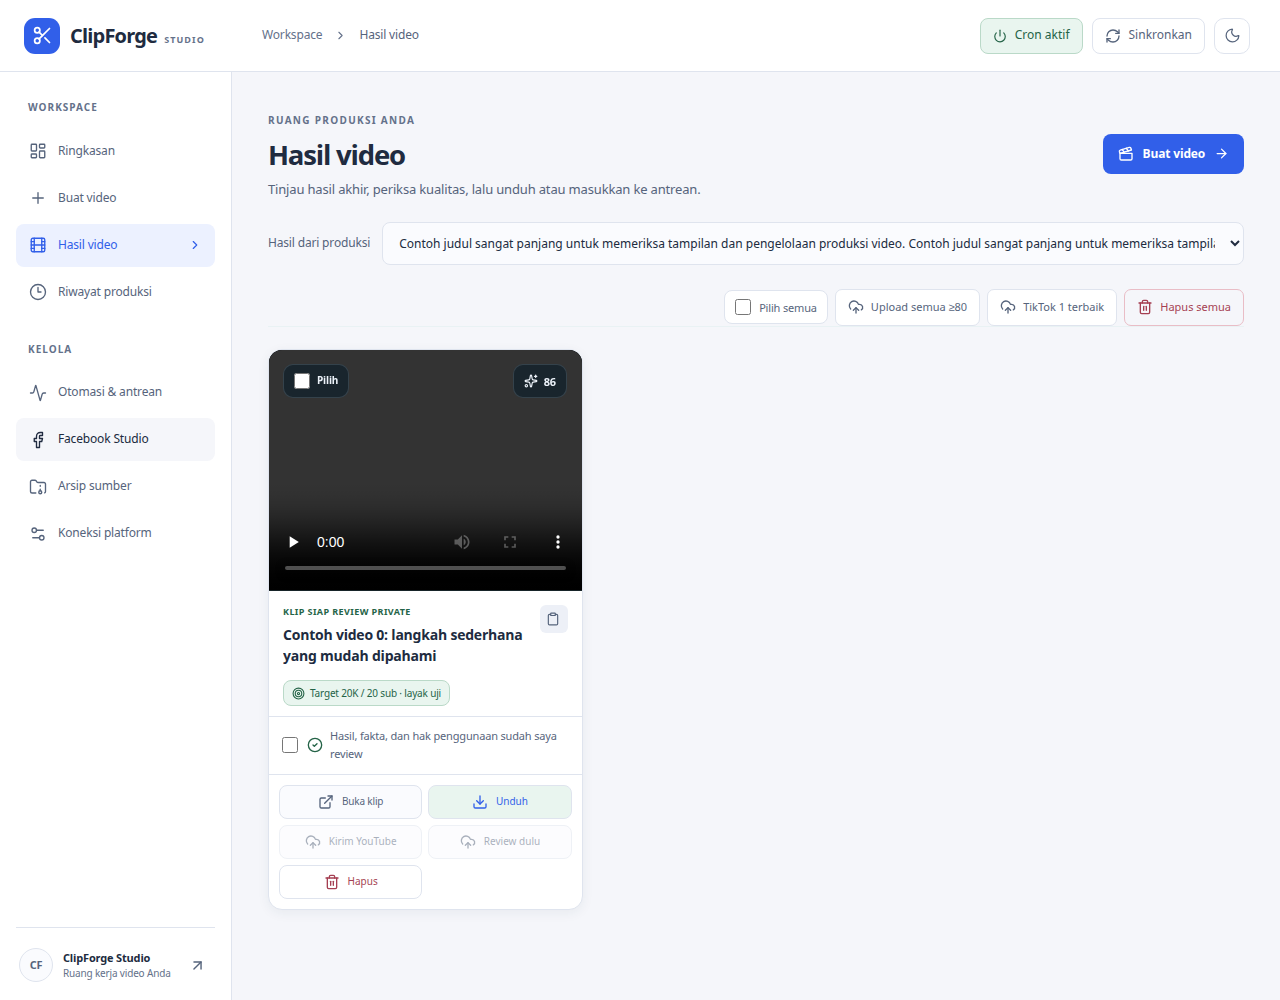 ClipForge STUDIO
Workspace > Hasil video
Cron aktif
Sinkronkan
WORKSPACE
Ringkasan
Buat video
Hasil video
Riwayat produksi
KELOLA
Otomasi & antrean
Facebook Studio
Arsip sumber
Koneksi platform
CF
ClipForge Studio
Ruang kerja video Anda
RUANG PRODUKSI ANDA
Hasil video
Tinjau hasil akhir, periksa kualitas, lalu unduh atau masukkan ke antrean.
Buat video
Hasil dari produksi
Contoh judul sangat panjang untuk memeriksa tampilan dan pengelolaan produksi video. Contoh judul sangat panjang untuk memeriksa tampil
Pilih semua
Upload semua ≥80
TikTok 1 terbaik
Hapus semua
Pilih
86
0:00
KLIP SIAP REVIEW PRIVATE
Contoh video 0: langkah sederhana
yang mudah dipahami
Target 20K / 20 sub · layak uji
Hasil, fakta, dan hak penggunaan sudah saya
review
Buka klip
Unduh
Kirim YouTube
Review dulu
Hapus